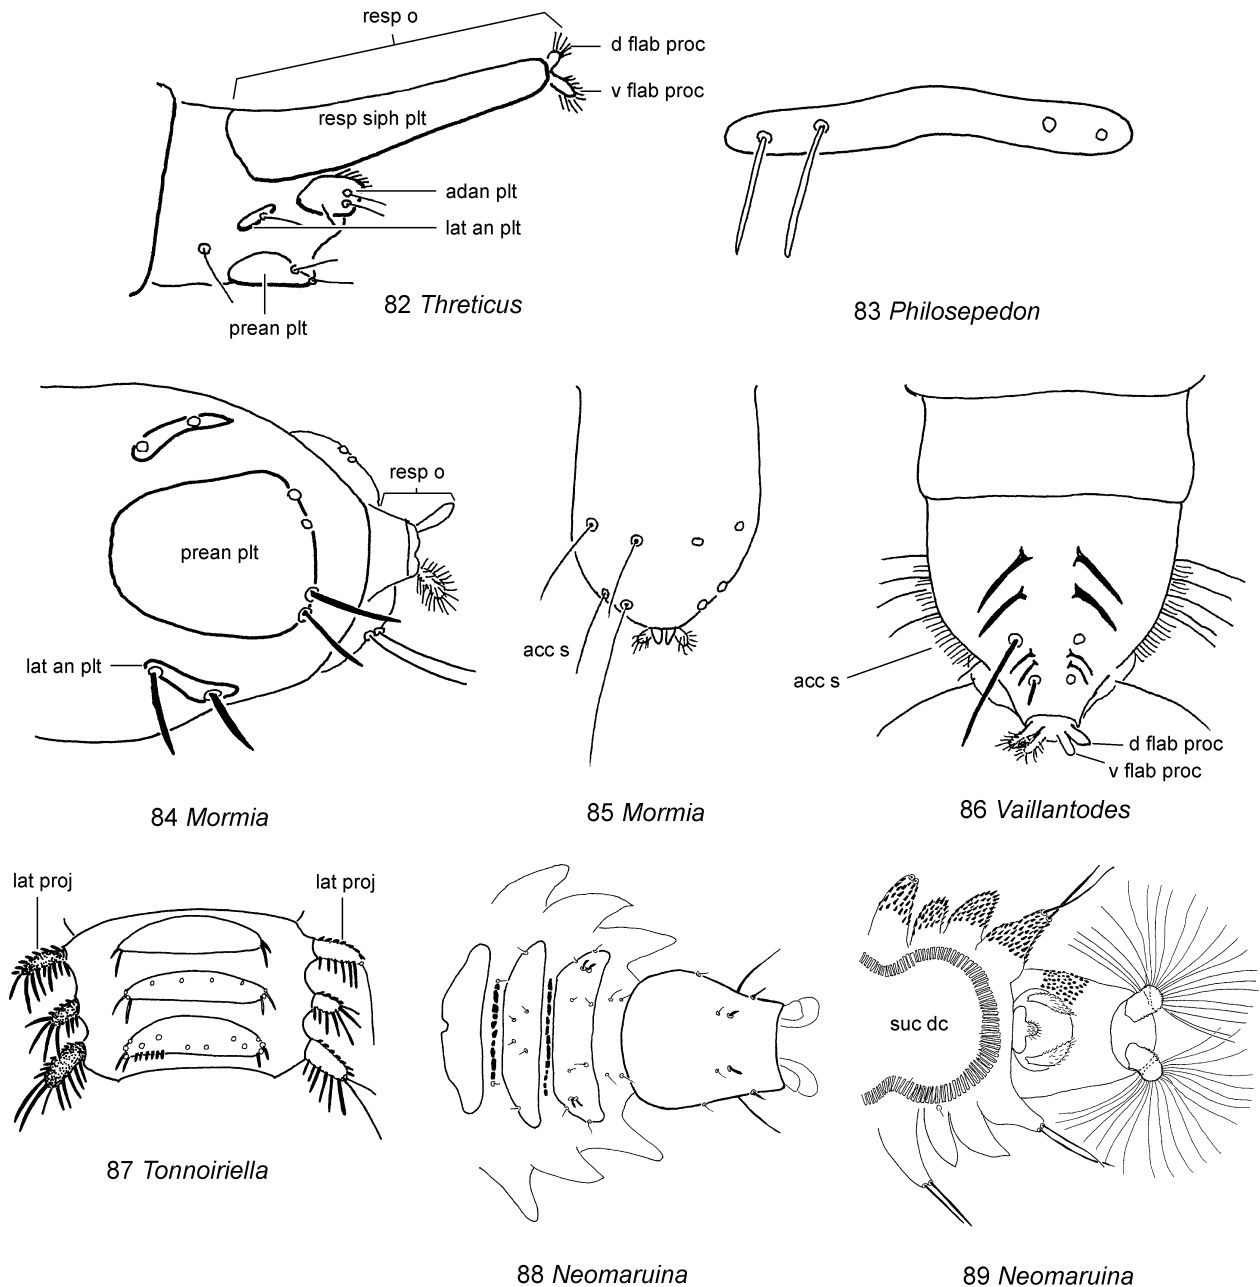 resp o
d flab proc
v flab proc
resp siph plt
adan plt
lat an plt
prean plt
82 Threticus
83 Philosepedon
resp o
prean plt
lat an plt
84 Mormia
acc s
85 Mormia
acc s
d flab proc
v flab proc
86 Vaillantodes
lat proj
lat proj
87 Tonnoiriella
88 Neomaruina
suc dc
89 Neomaruina